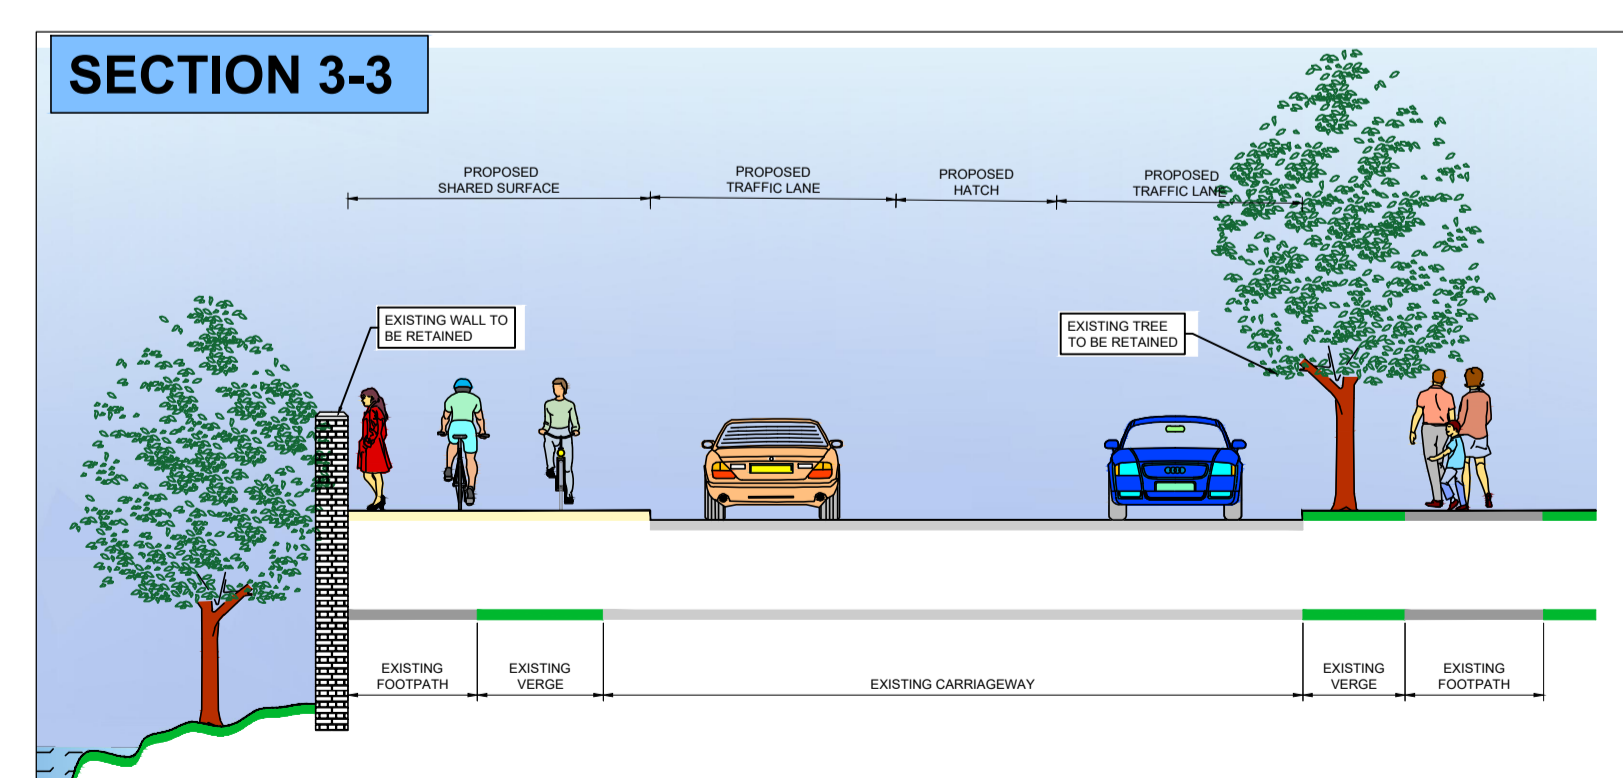 SECTION 3-3
PROPOSED
SHARED SURFACE
PROPOSED
TRAFFIC LANE
PROPOSED
HATCH
PROPOSED
TRAFFIC LANE
EXISTING WALL TO
BE RETAINED
EXISTING TREE
TO BE RETAINED
EXISTING
FOOTPATH
EXISTING
VERGE
EXISTING CARRIAGEWAY
EXISTING
VERGE
EXISTING
FOOTPATH